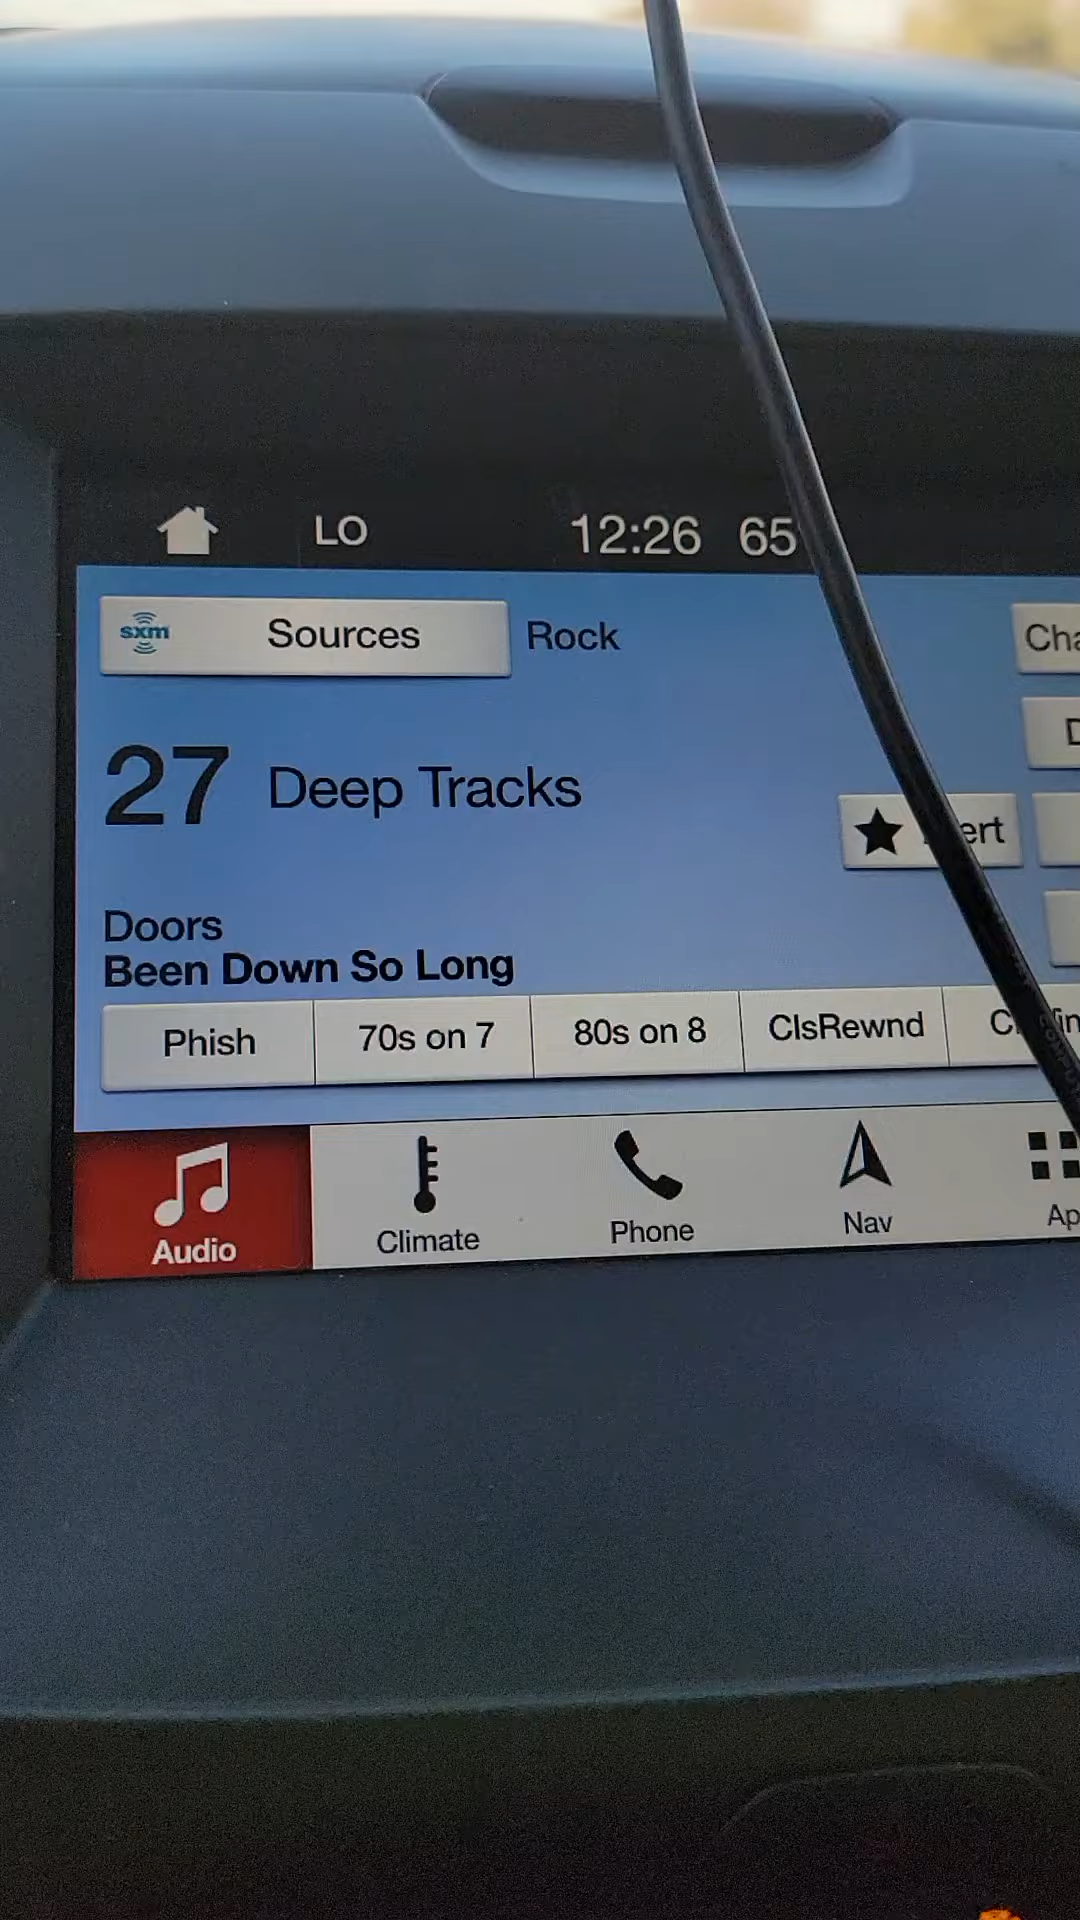 LO 12:26 65
sxm Sources Rock
27 Deep Tracks
Doors
Been Down So Long
Phish 70s on 7 80s on 8 ClsRewnd
Audio Climate Phone Nav